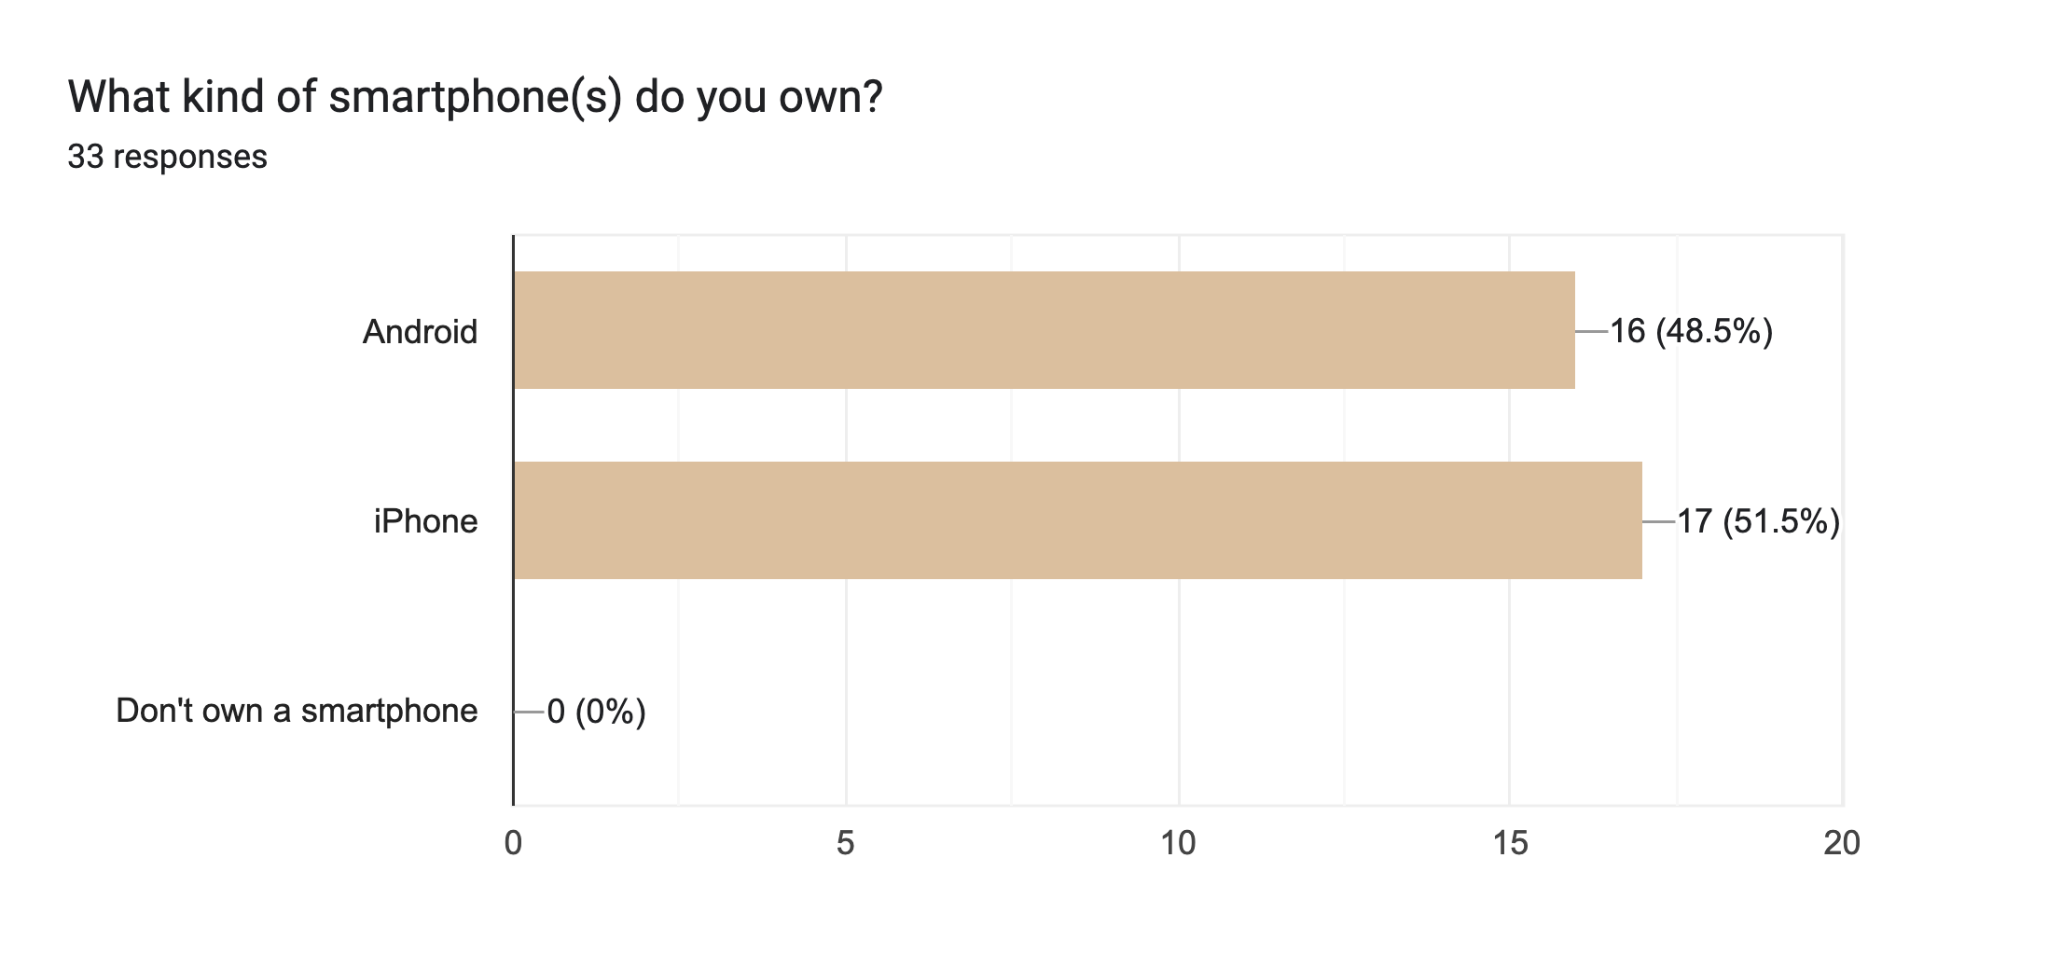 What kind of smartphone(s) do you own?
33 responses
Android
16 (48.5%)
iPhone
17 (51.5%)
Don't own a smartphone
0 (0%)
0 5 10 15 20